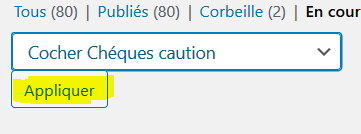 Tous (80) | Publiés (80) | Corbeille (2) | En cour
Cocher Chéques caution
Appliquer